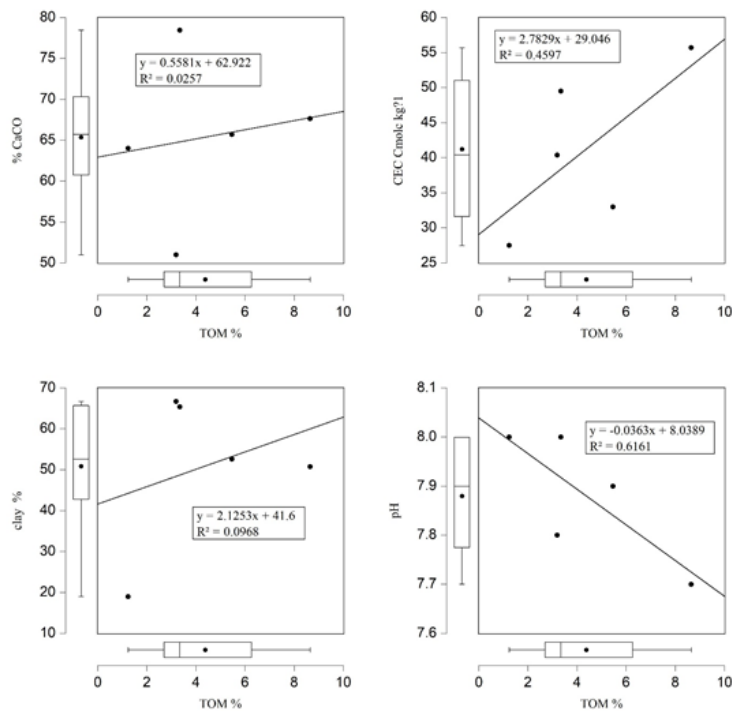 80
75
70
65
60
55
50
% CaCO
y = 0.5581x + 62.922
R² = 0.0257
0 2 4 6 8 10
TOM %
60
55
50
45
40
35
30
25
CEC Cmolc kg?1
y = 2.7829x + 29.046
R² = 0.4597
0 2 4 6 8 10
TOM %
70
60
50
40
30
20
10
clay %
y = 2.1253x + 41.6
R² = 0.0968
0 2 4 6 8 10
TOM %
8.1
8.0
7.9
7.8
7.7
7.6
pH
y = -0.0363x + 8.0389
R² = 0.6161
0 2 4 6 8 10
TOM %